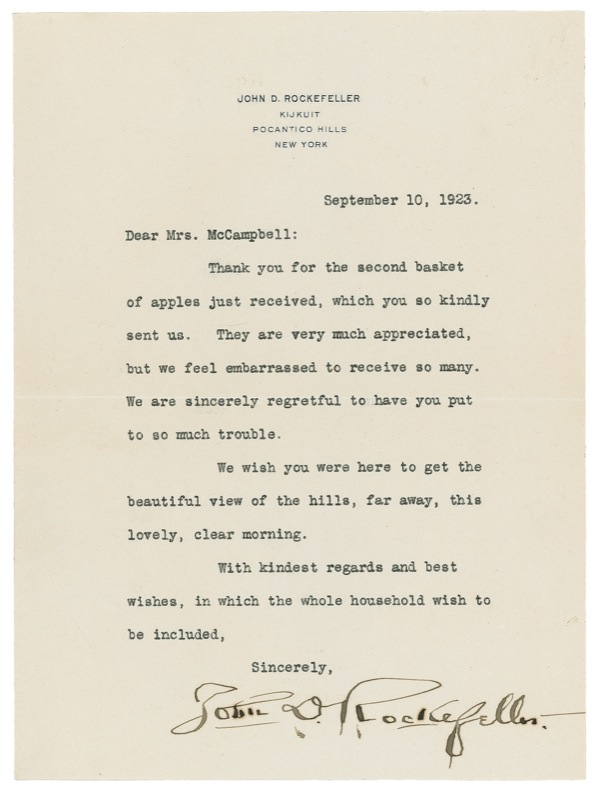 JOHN D. ROCKEFELLER
KIJKUIT
POCANTICO HILLS
NEW YORK
September 10, 1923.
Dear Mrs. McCampbell:
Thank you for the second basket
of apples just received, which you so kindly
sent us. They are very much appreciated,
but we feel embarrassed to receive so many.
We are sincerely regretful to have you put
to so much trouble.
We wish you were here to get the
beautiful view of the hills, far away, this
lovely, clear morning.
With kindest regards and best
wishes, in which the whole household wish to
be included,
Sincerely,
John D. Rockefeller.